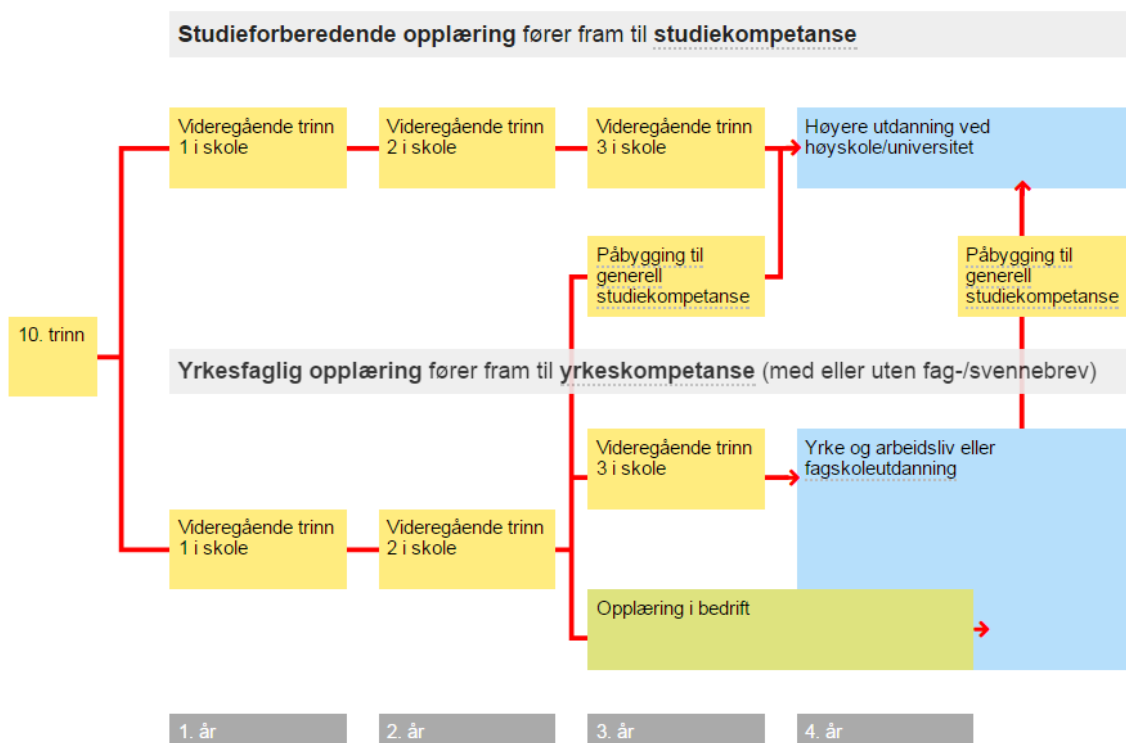 Studieforberedende opplæring fører fram til studiekompetanse
Videregående trinn
1 i skole
Videregående trinn
2 i skole
Videregående trinn
3 i skole
Høyere utdanning ved
høyskole/universitet
Påbygging til
generell
studiekompetanse
Påbygging til
generell
studiekompetanse
10. trinn
Yrkesfaglig opplæring fører fram til yrkeskompetanse (med eller uten fag-/svennebrev)
Videregående trinn
3 i skole
Yrke og arbeidsliv eller
fagskoleutdanning
Videregående trinn
1 i skole
Videregående trinn
2 i skole
Opplæring i bedrift
1. år
2. år
3. år
4. år